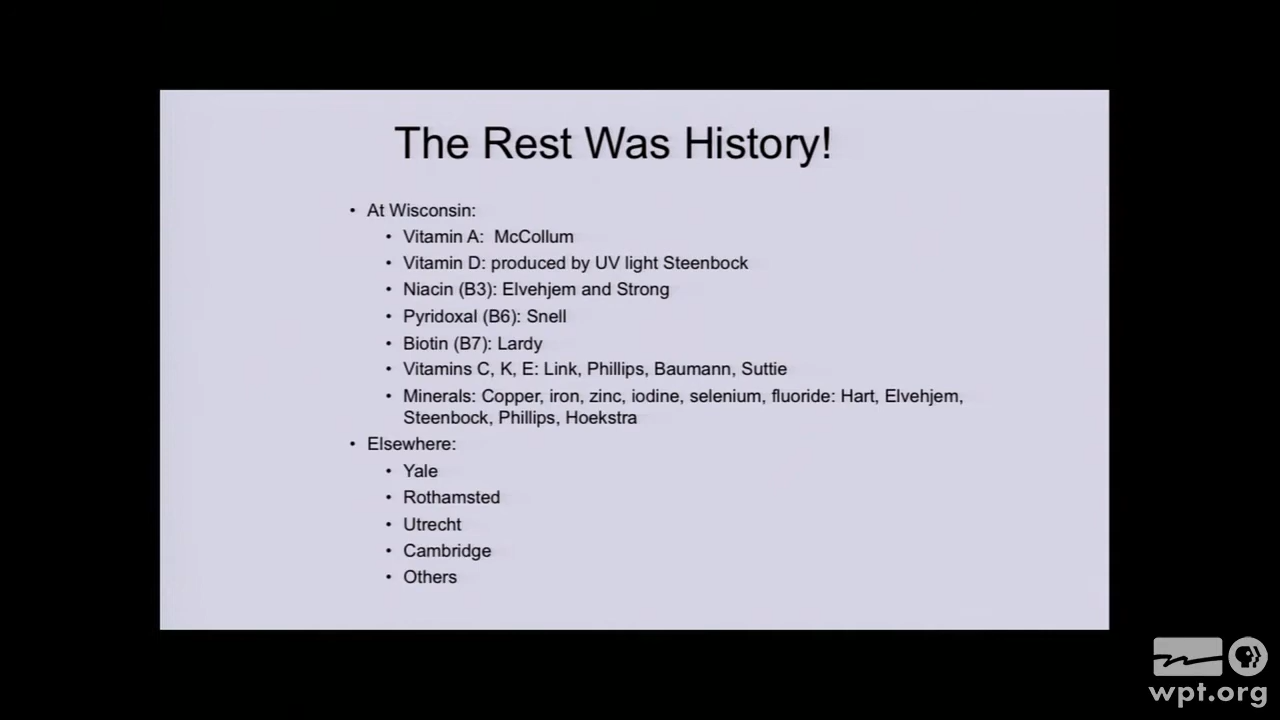 The Rest Was History!
• At Wisconsin:
• Vitamin A: McCollum
• Vitamin D: produced by UV light Steenbock
• Niacin (B3): Elvehjem and Strong
• Pyridoxal (B6): Snell
• Biotin (B7): Lardy
• Vitamins C, K, E: Link, Phillips, Baumann, Suttie
• Minerals: Copper, iron, zinc, iodine, selenium, fluoride: Hart, Elvehjem,
Steenbock, Phillips, Hoekstra
• Elsewhere:
• Yale
• Rothamsted
• Utrecht
• Cambridge
• Others
wpt.org